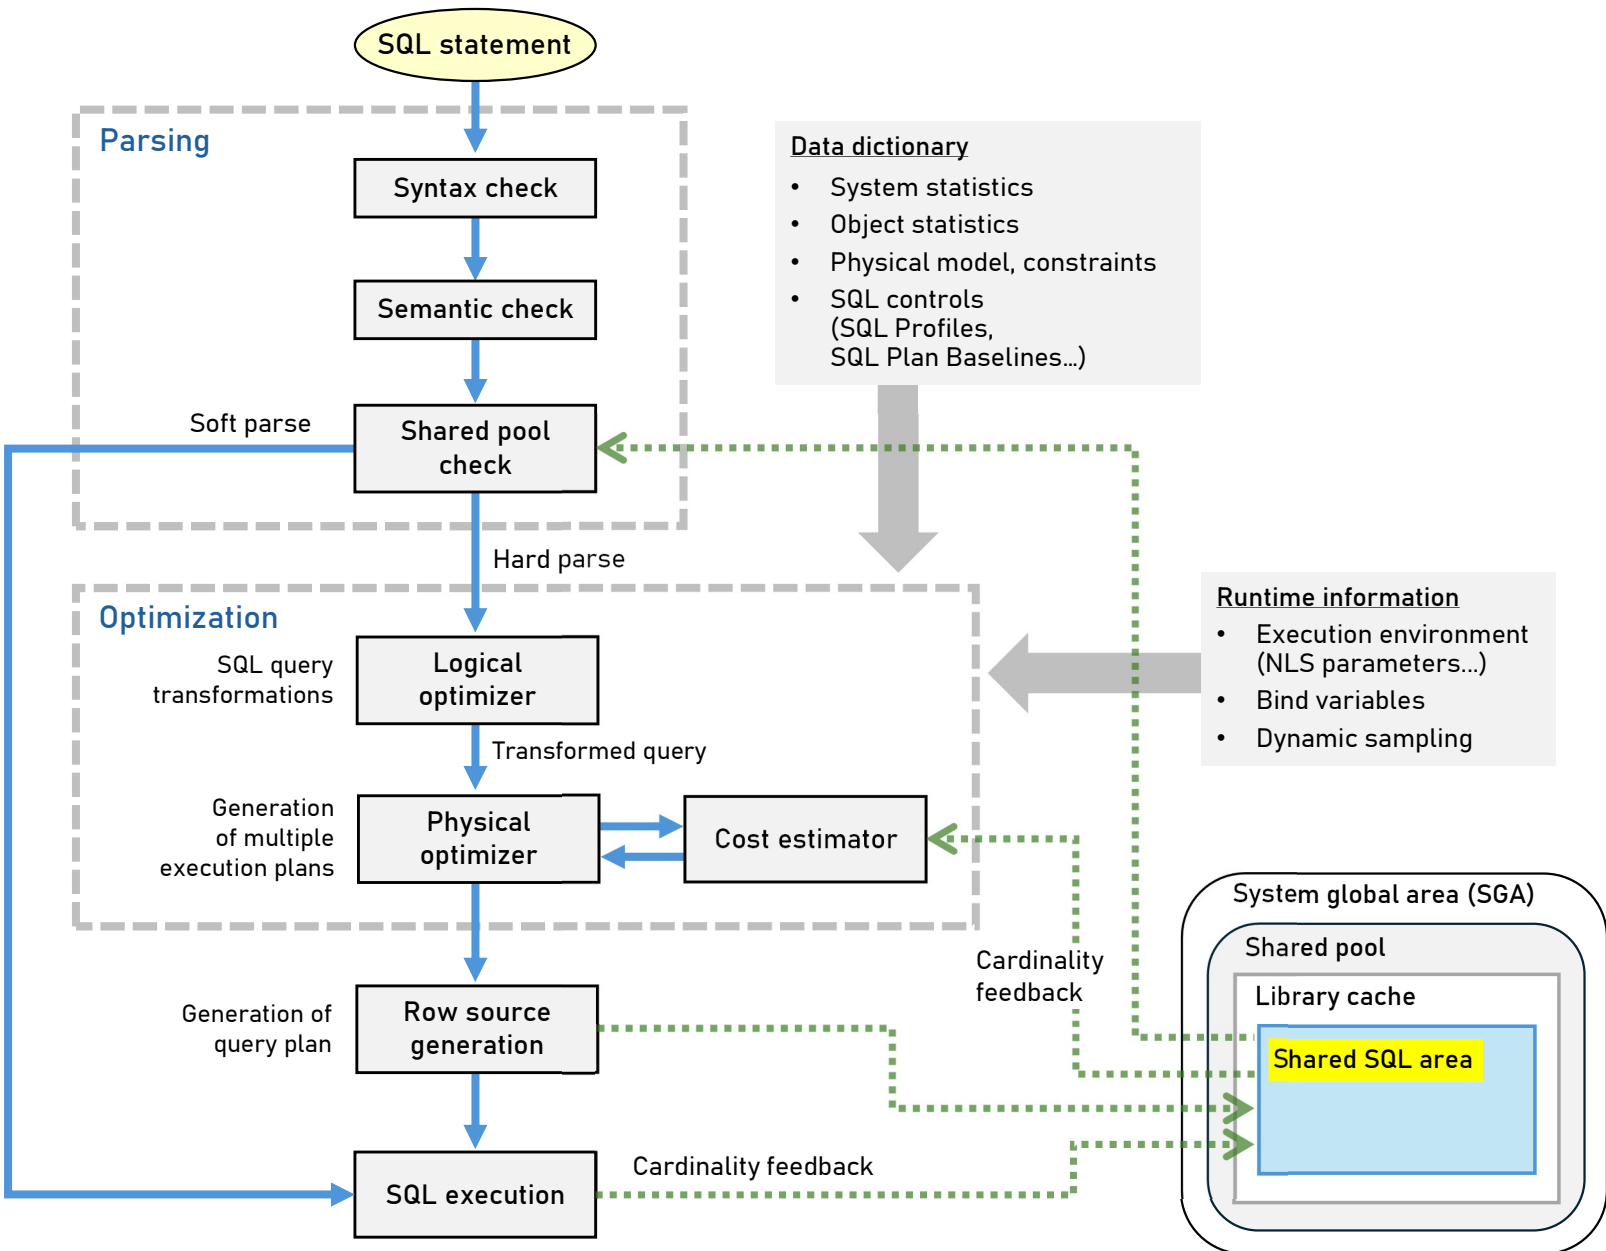 SQL statement
Parsing
Syntax check
Semantic check
Soft parse
Shared pool
check
Hard parse
Data dictionary
• System statistics
• Object statistics
• Physical model, constraints
• SQL controls
(SQL Profiles,
SQL Plan Baselines...)
Optimization
SQL query
transformations
Logical
optimizer
Transformed query
Generation
of multiple
execution plans
Physical
optimizer
Cost estimator
Runtime information
• Execution environment
(NLS parameters...)
• Bind variables
• Dynamic sampling
Cardinality
feedback
System global area (SGA)
Shared pool
Library cache
Shared SQL area
Generation of
query plan
Row source
generation
Cardinality feedback
SQL execution